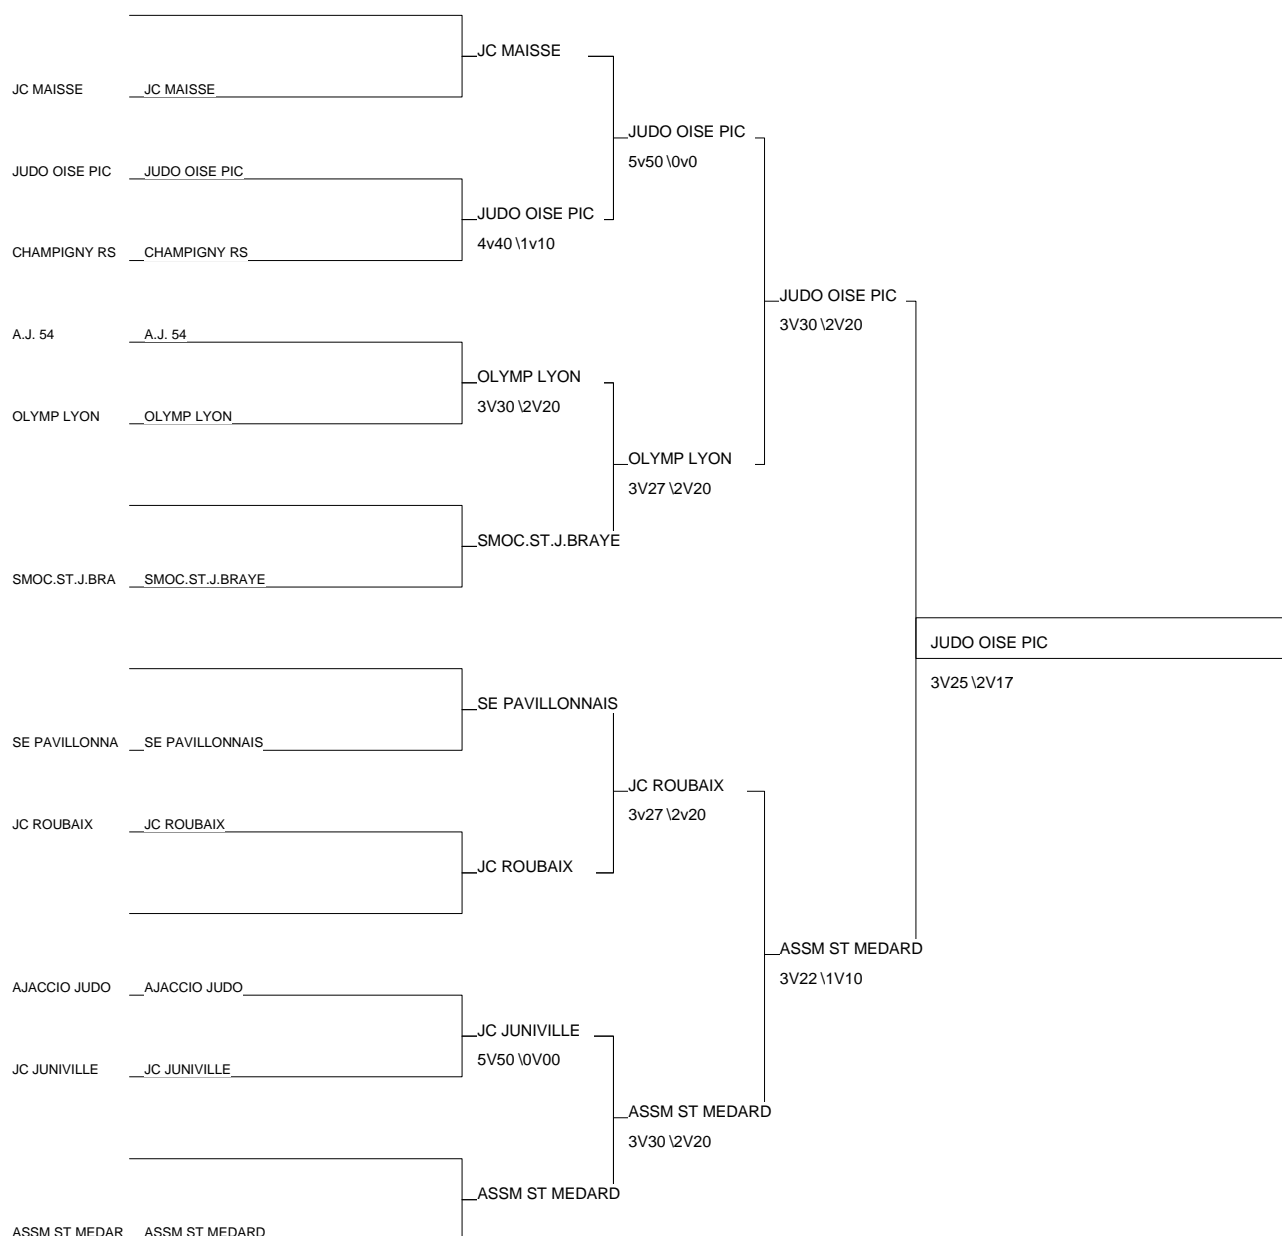 JC MAISSE
JC MAISSE JC MAISSE
JUDO OISE PIC
5v50 \0v0
JUDO OISE PIC JUDO OISE PIC
JUDO OISE PIC
4v40 \1v10
CHAMPIGNY RS CHAMPIGNY RS
JUDO OISE PIC
3V30 \2V20
A.J. 54 A.J. 54
OLYMP LYON
3V30 \2V20
OLYMP LYON OLYMP LYON
OLYMP LYON
3V27 \2V20
SMOC.ST.J.BRAYE
SMOC.ST.J.BRA SMOC.ST.J.BRAYE
JUDO OISE PIC
3V25 \2V17
SE PAVILLONNAIS
SE PAVILLONNA SE PAVILLONNAIS
JC ROUBAIX
3v27 \2v20
JC ROUBAIX JC ROUBAIX
JC ROUBAIX
ASSM ST MEDARD
3V22 \1V10
AJACCIO JUDO AJACCIO JUDO
JC JUNIVILLE
5V50 \0V00
JC JUNIVILLE JC JUNIVILLE
ASSM ST MEDARD
3V30 \2V20
ASSM ST MEDARD
ASSM ST MEDAR ASSM ST MEDARD